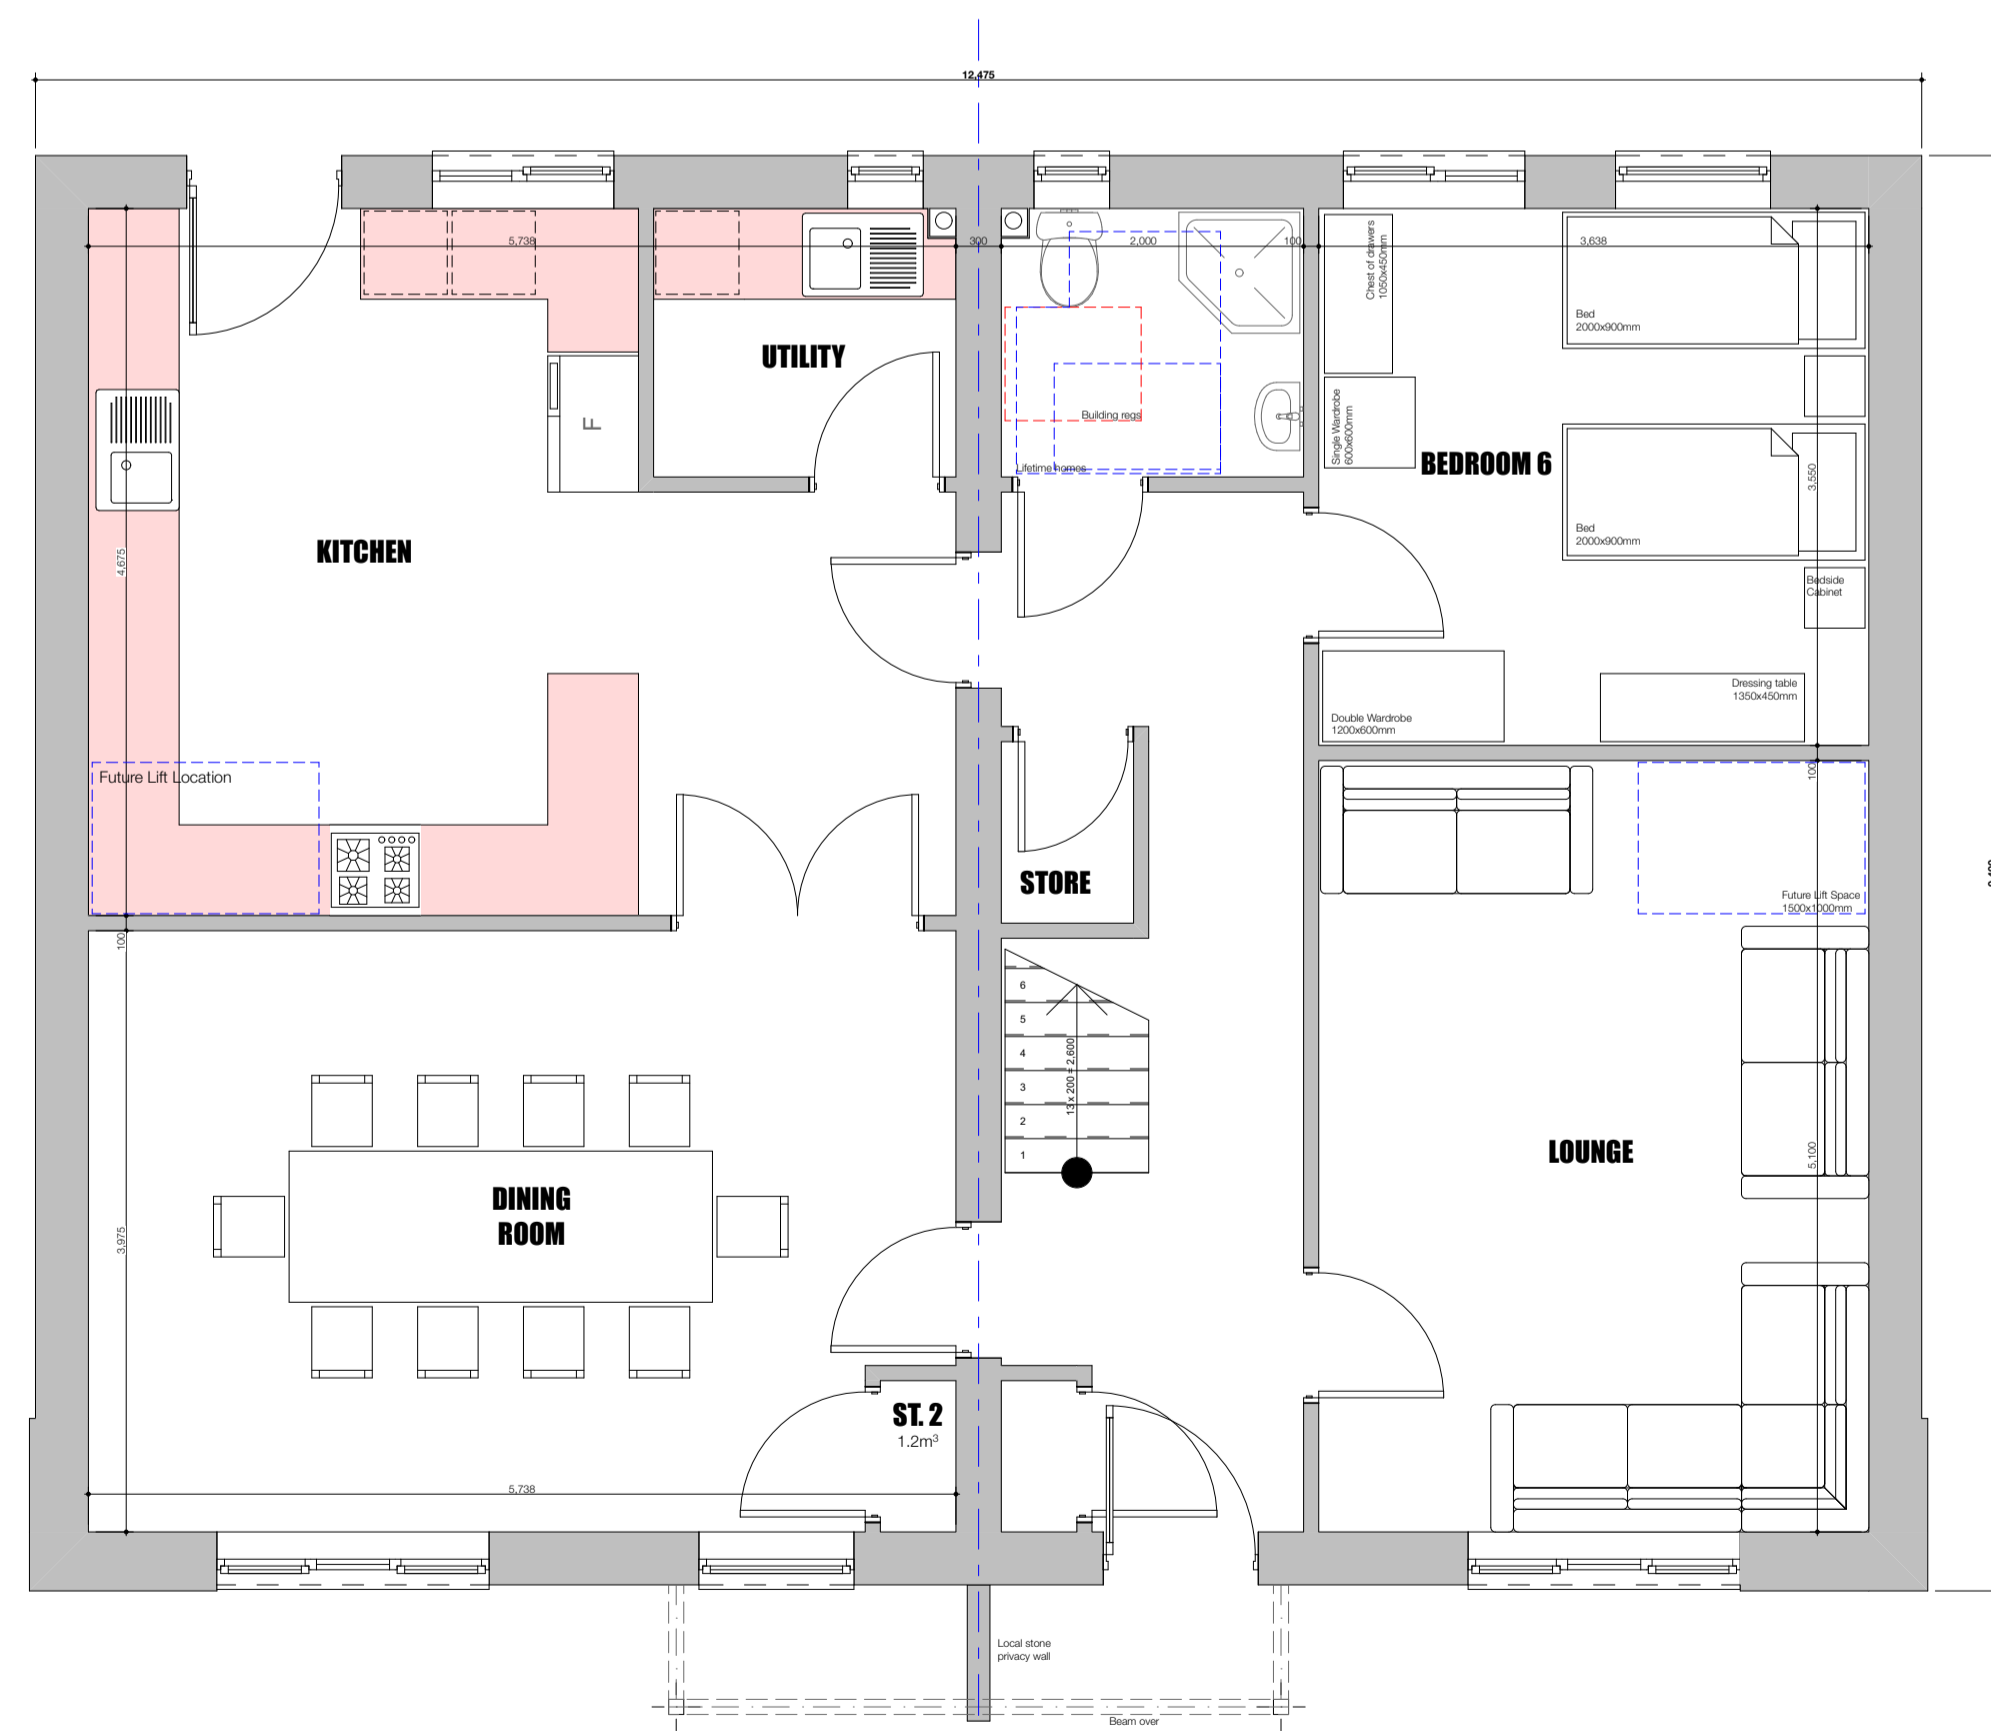 12,475
5,738
300
2,000
100
3,638
Chest of drawers
1050x450mm
Bed
2000x900mm
UTILITY
Building regs
Lifetime homes
Single Wardrobe
600x600mm
BEDROOM 6
3,550
F
Bed
2000x900mm
KITCHEN
4,675
Bedside
Cabinet
Dressing table
1350x450mm
Double Wardrobe
1200x600mm
Future Lift Location
100
STORE
Future Lift Space
1500x1000mm
100
6
5
4
3
2
1
13 x 200 = 2,600
LOUNGE
5,100
DINING
ROOM
3,975
ST. 2
1.2m³
5,738
Local stone
privacy wall
Beam over